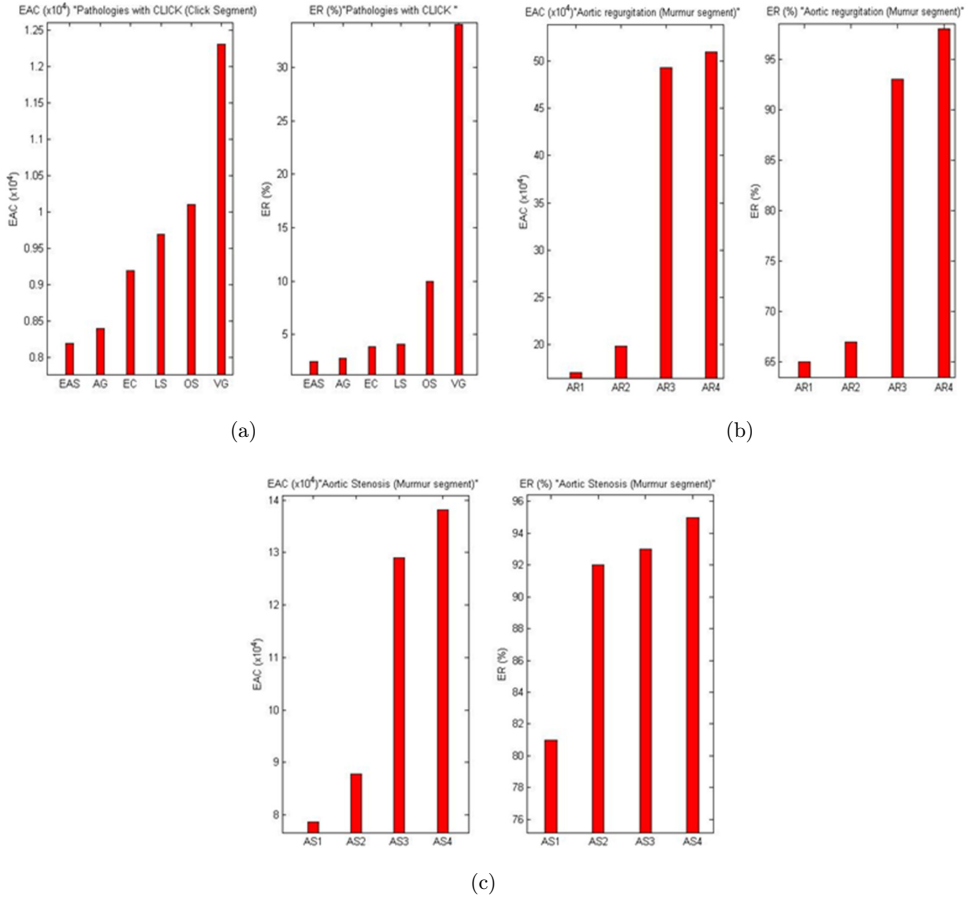 EAC (x10⁴) "Pathologies with CLICK (Click Segment)
1.25
1.2
1.15
1.1
1.05
1
0.95
0.9
0.85
0.8
EAC (x10⁴)
EAS AG EC LS OS VG
ER (%)"Pathologies with CLICK "
30
25
20
15
10
5
ER (%)
EAS AG EC LS OS VG
(a)
EAC (x10⁴)"Aortic regurgitation (Murmur segment)"
50
45
40
35
30
25
20
EAC (x10⁴)
AR1 AR2 AR3 AR4
ER (%) "Aortic regurgitation (Mumur segment)"
95
90
85
80
75
70
65
ER (%)
AR1 AR2 AR3 AR4
(b)
EAC (x10⁴)"Aortic Stenosis (Murmur segment)"
14
13
12
11
10
9
8
EAC (x10⁴)
AS1 AS2 AS3 AS4
ER (%) "Aortic Stenosis (Murmur segment)"
96
94
92
90
88
86
84
82
80
78
76
ER (%)
AS1 AS2 AS3 AS4
(c)